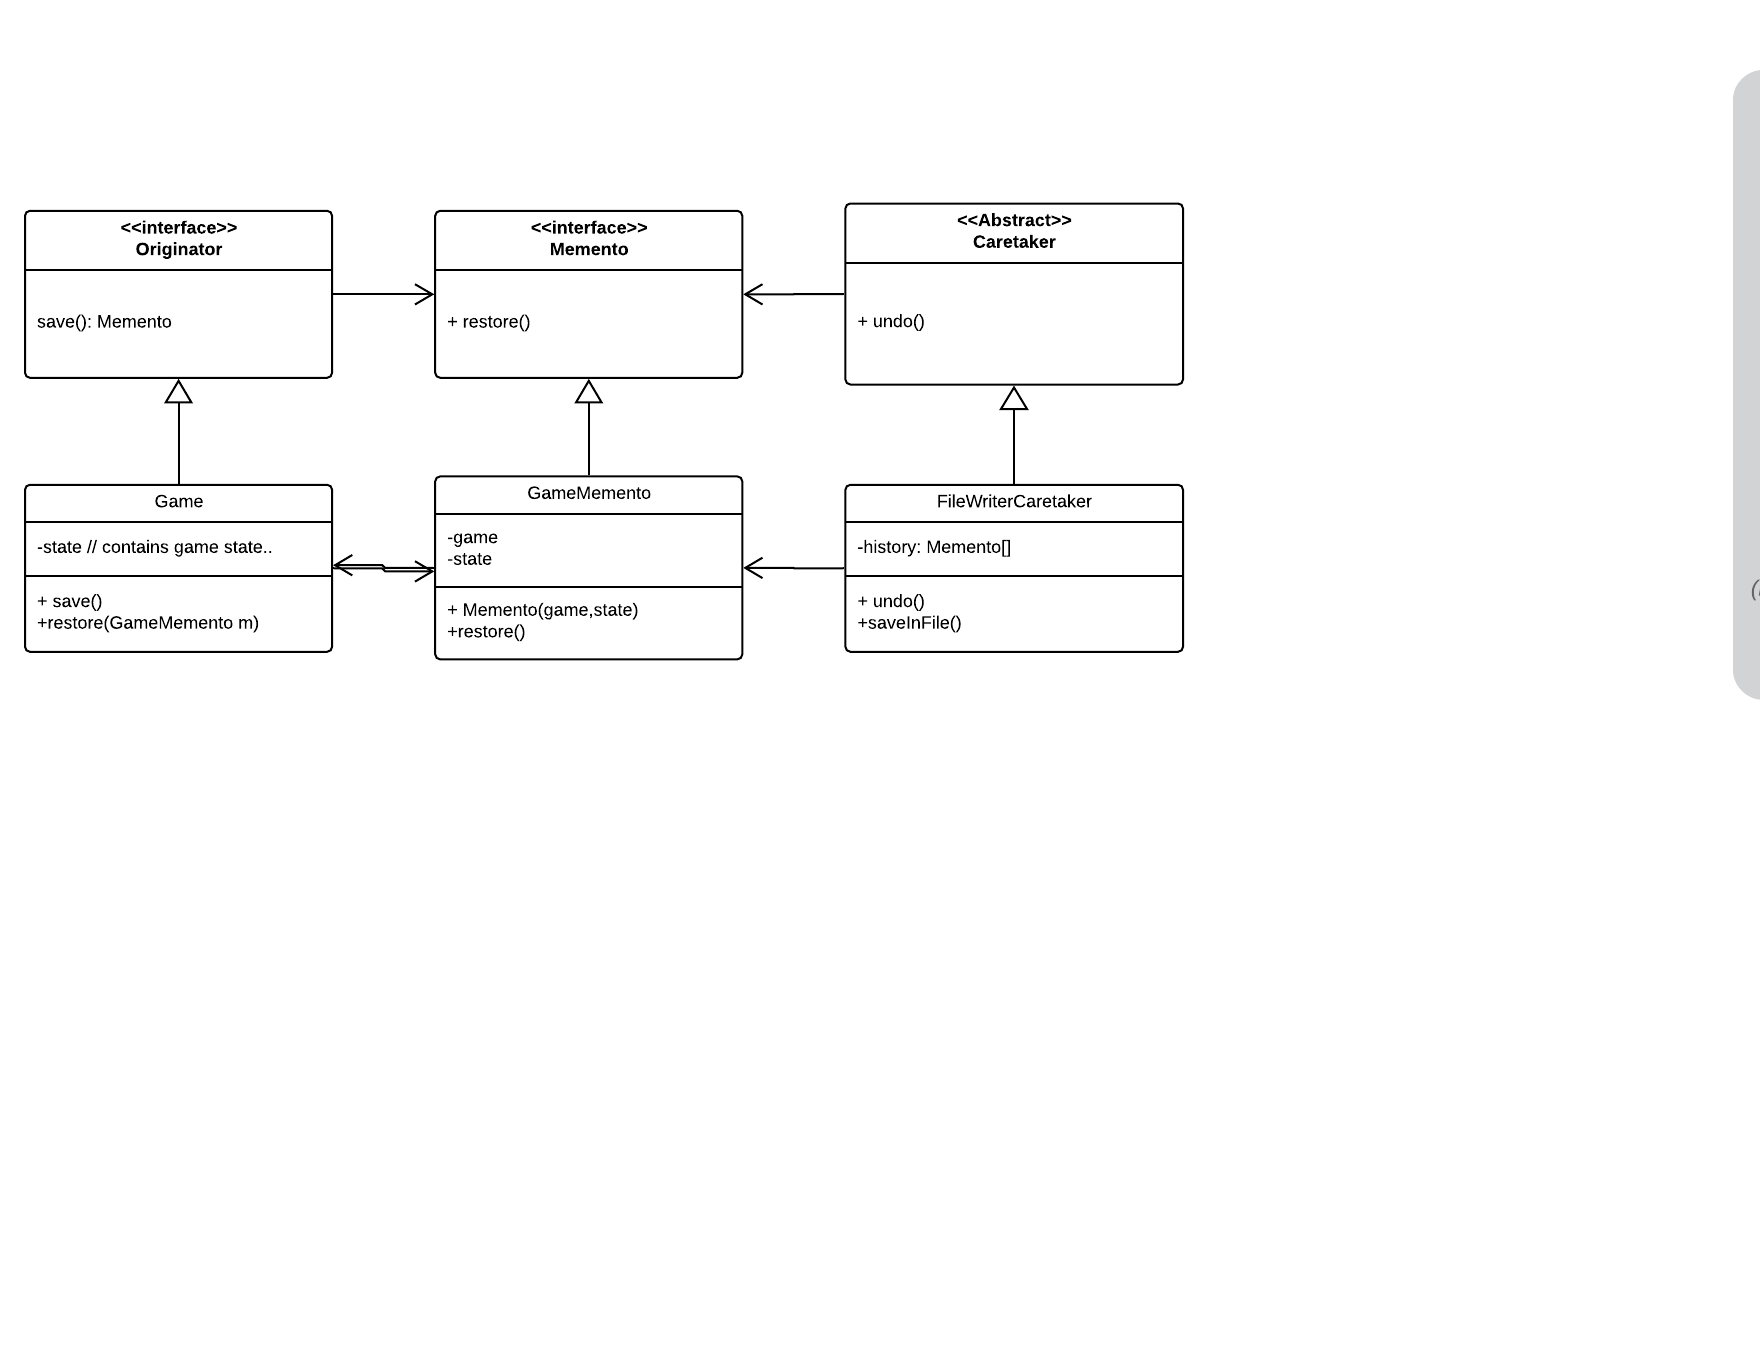 <<interface>>
Originator
save(): Memento
<<interface>>
Memento
+ restore()
<<Abstract>>
Caretaker
+ undo()
Game
-state // contains game state..
+ save()
+restore(GameMemento m)
GameMemento
-game
-state
+ Memento(game,state)
+restore()
FileWriterCaretaker
-history: Memento[]
+ undo()
+saveInFile()